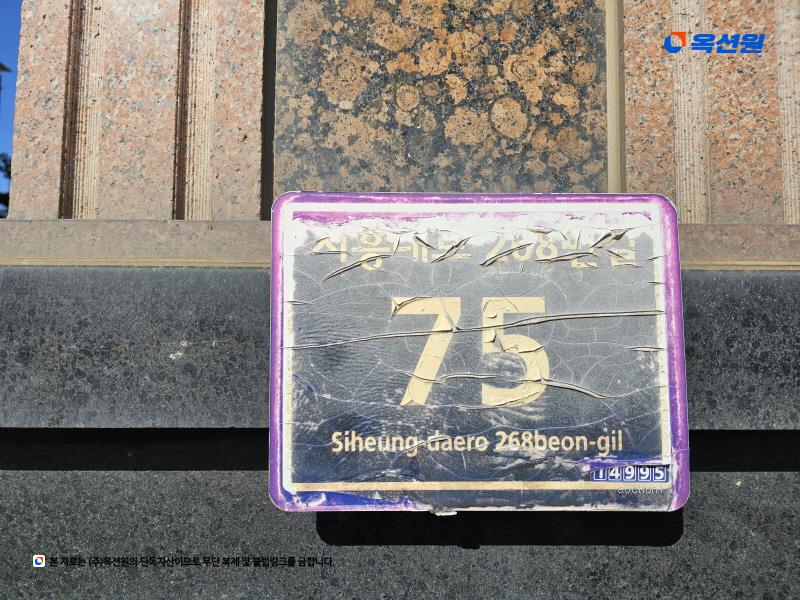 옥션원
시흥대로 268번길
75
Siheung-daero 268beon-gil
14995
auction1
본 자료는 (주)옥션원의 단독자산이므로 무단 복제 및 불법링크를 금합니다.